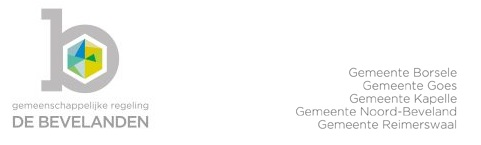 b
gemeenschappelijke regeling
DE BEVELANDEN
Gemeente Borsele
Gemeente Goes
Gemeente Kapelle
Gemeente Noord-Beveland
Gemeente Reimerswaal